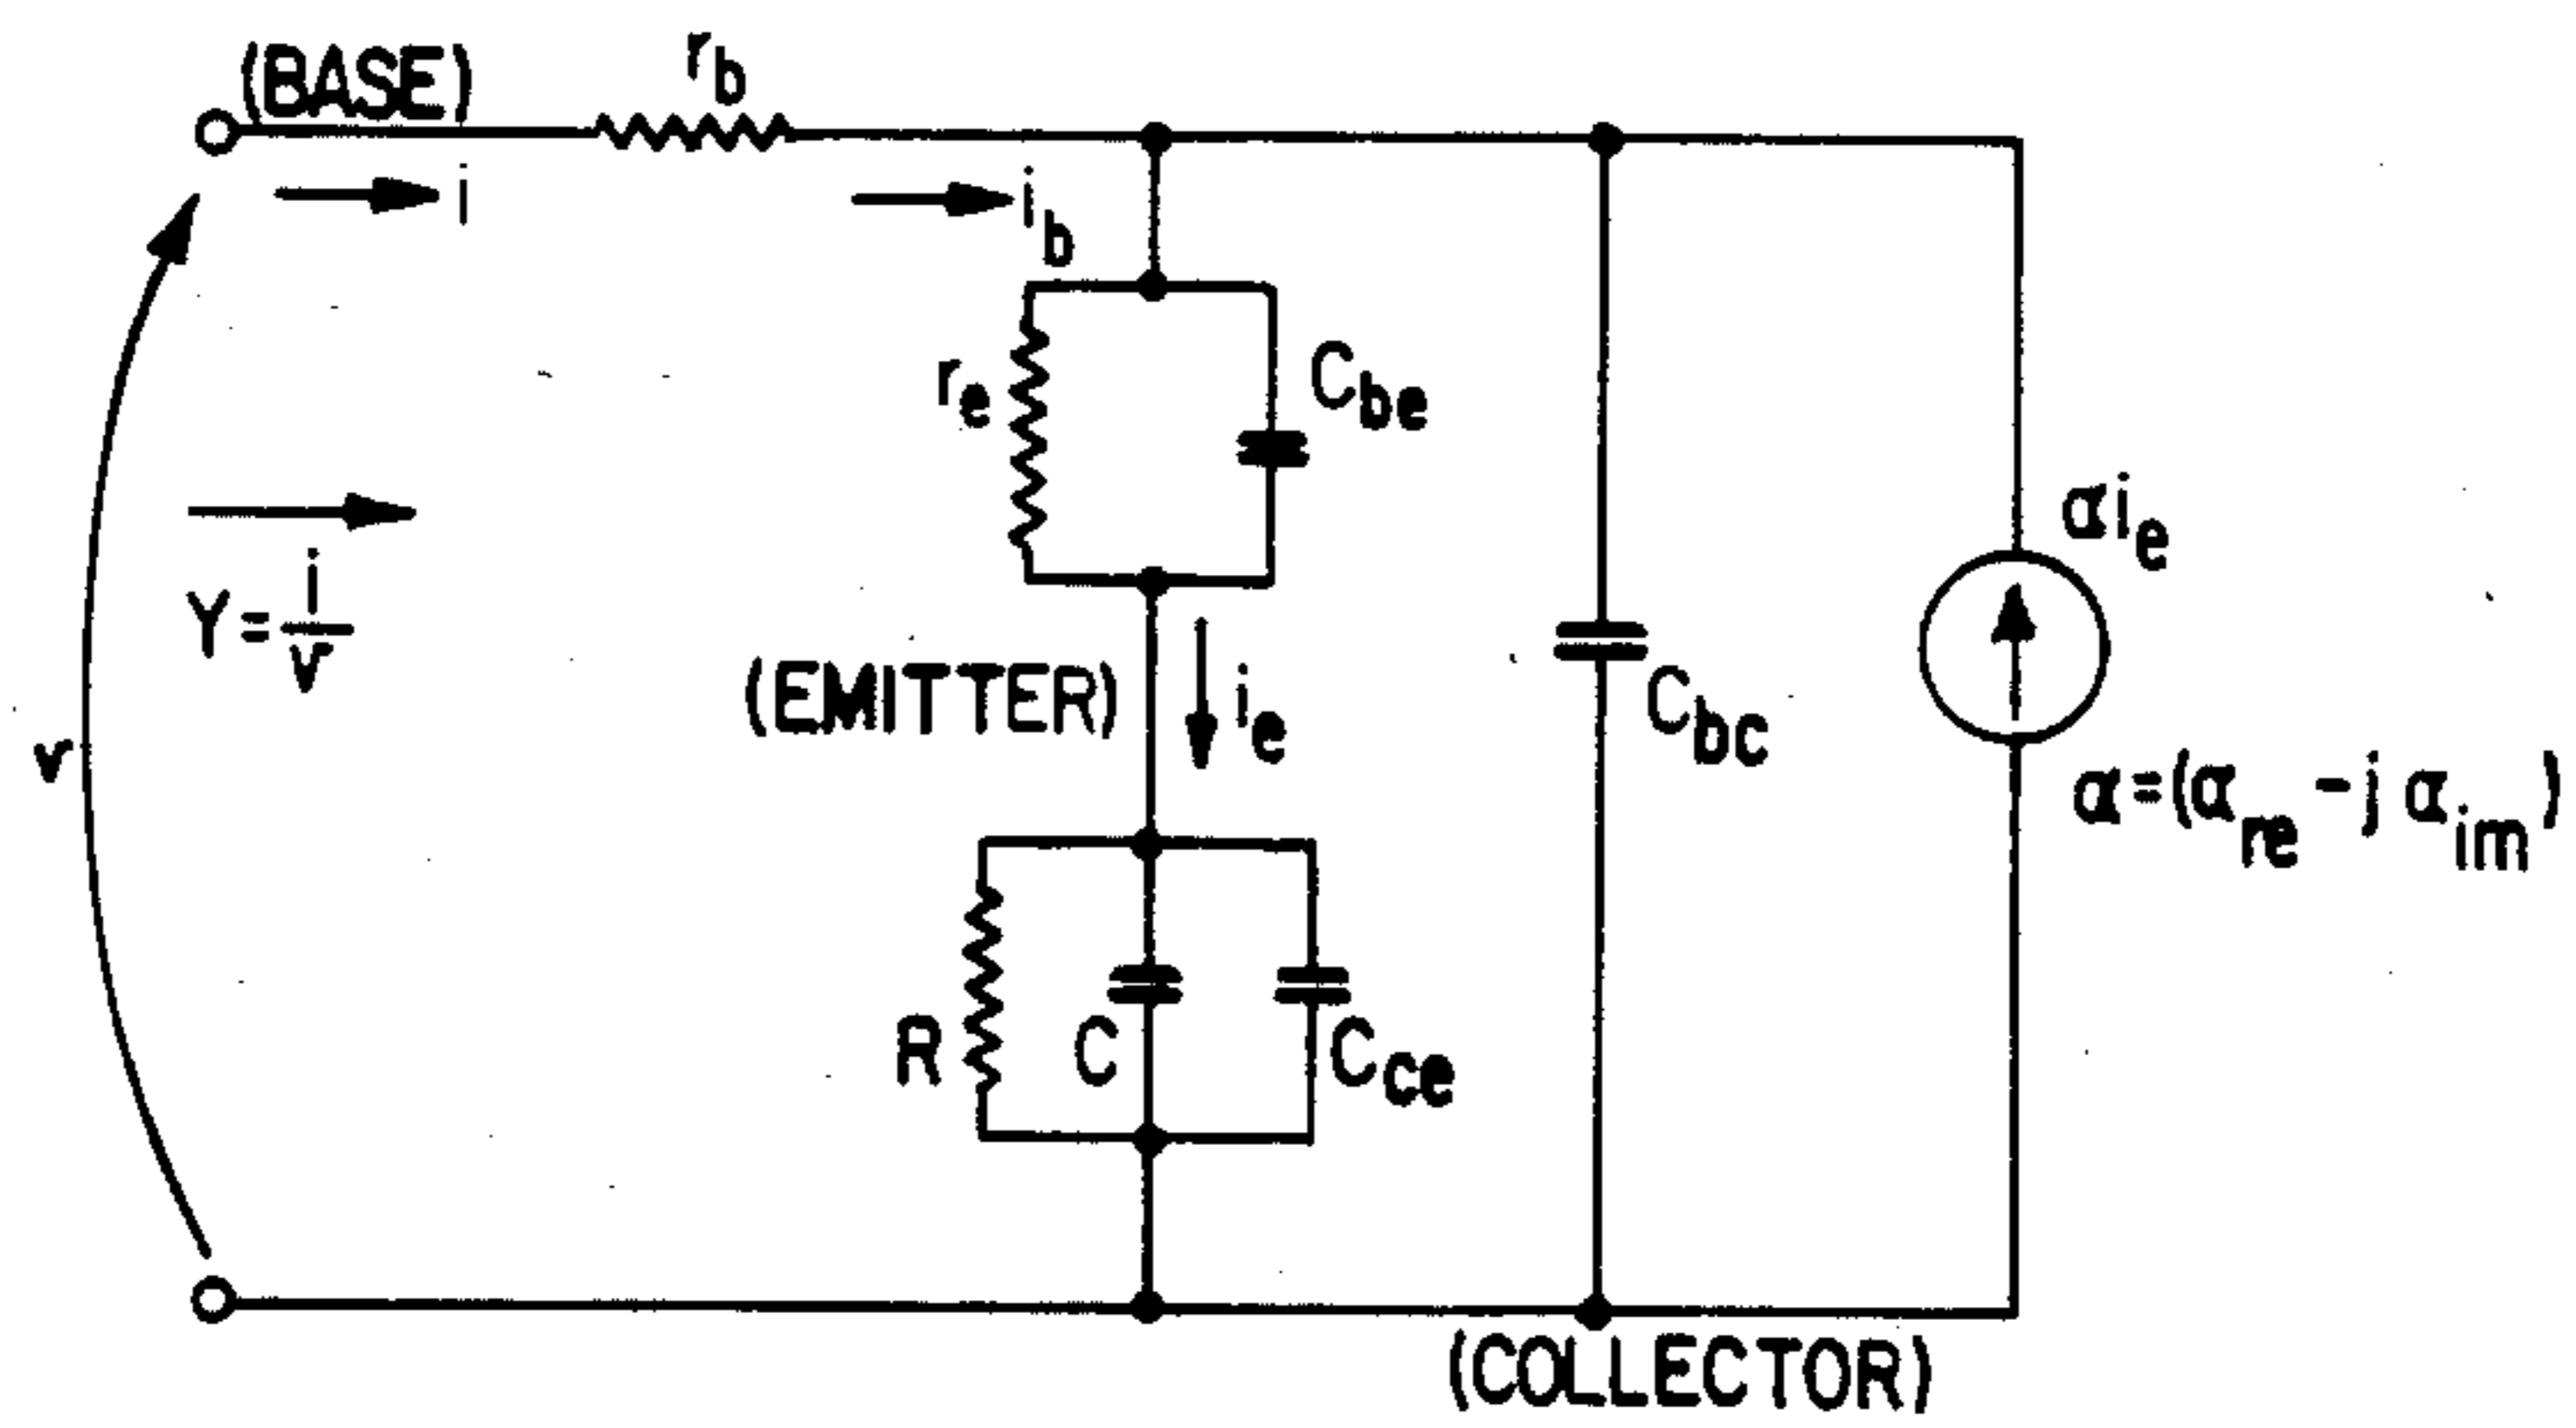 (BASE)
r_b
i
i_b
r_e
C_be
αi_e
Y = i/v
(EMITTER)
i_e
C_bc
v
α=(α_re - j α_im)
R
C
C_ce
(COLLECTOR)